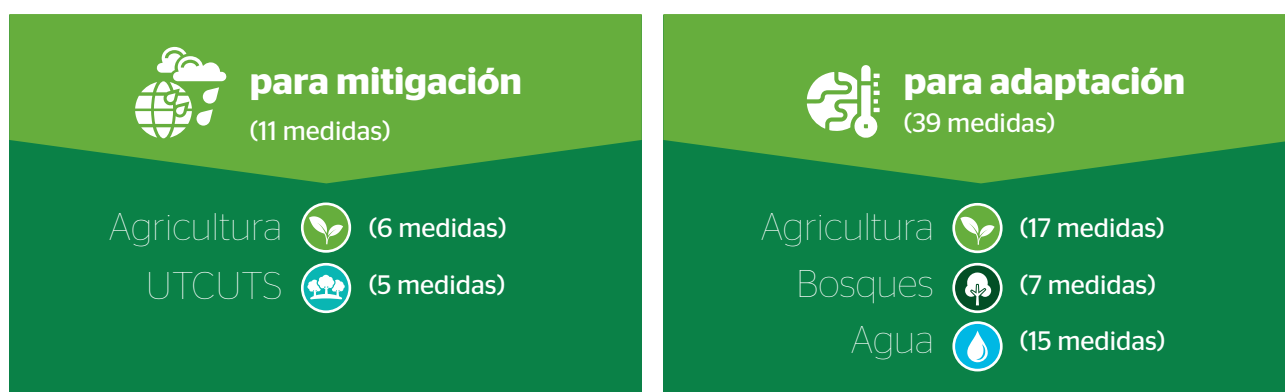 para mitigación
(11 medidas)
Agricultura (6 medidas)
UTCUTS (5 medidas)
para adaptación
(39 medidas)
Agricultura (17 medidas)
Bosques (7 medidas)
Agua (15 medidas)